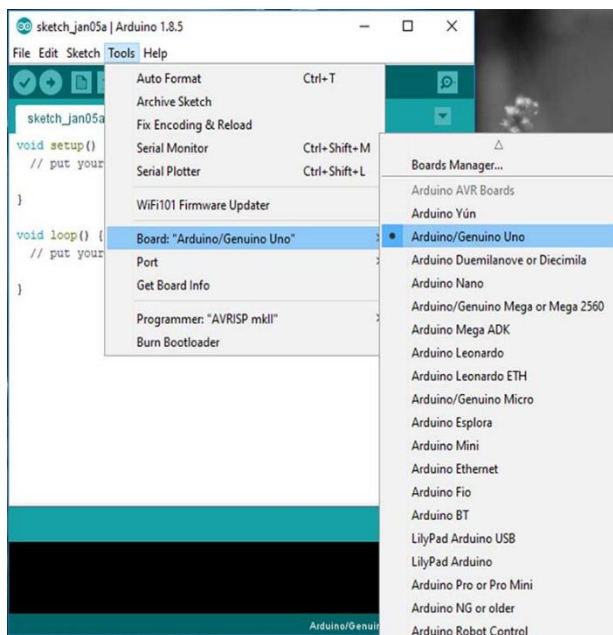 sketch_jan05a | Arduino 1.8.5
File Edit Sketch Tools Help
sketch_jan05a
void setup()
// put your
}
void loop() {
// put your
}
Auto Format Ctrl+T
Archive Sketch
Fix Encoding & Reload
Serial Monitor Ctrl+Shift+M
Serial Plotter Ctrl+Shift+L
WiFi101 Firmware Updater
Board: "Arduino/Genuino Uno"
Port
Get Board Info
Programmer: "AVRISP mkII"
Burn Bootloader
Boards Manager...
Arduino AVR Boards
Arduino Yún
Arduino/Genuino Uno
Arduino Duemilanove or Diecimila
Arduino Nano
Arduino/Genuino Mega or Mega 2560
Arduino Mega ADK
Arduino Leonardo
Arduino Leonardo ETH
Arduino/Genuino Micro
Arduino Esplora
Arduino Mini
Arduino Ethernet
Arduino Fio
Arduino BT
LilyPad Arduino USB
LilyPad Arduino
Arduino Pro or Pro Mini
Arduino NG or older
Arduino Robot Control
Arduino/Genuin